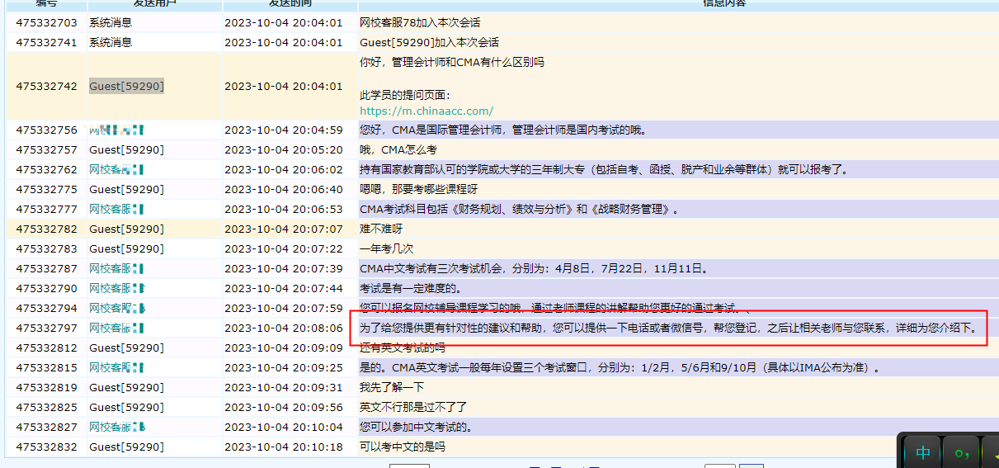 编号 发送用户 发送时间 信息内容
475332703 系统消息 2023-10-04 20:04:01 网校客服78加入本次会话
475332741 系统消息 2023-10-04 20:04:01 Guest[59290]加入本次会话
你好，管理会计师和CMA有什么区别吗
475332742 Guest[59290] 2023-10-04 20:04:01
此学员的提问页面：
https://m.chinaacc.com/
475332756 2023-10-04 20:04:59 您好，CMA是国际管理会计师，管理会计师是国内考试的哦。
475332757 Guest[59290] 2023-10-04 20:05:20 哦，CMA怎么考
475332762 网校客服 2023-10-04 20:06:02 持有国家教育部认可的学院或大学的三年制大专（包括自考、函授、脱产和业余等群体）就可以报考了。
475332775 Guest[59290] 2023-10-04 20:06:40 嗯嗯，那要考哪些课程呀
475332777 网校客服 2023-10-04 20:06:53 CMA考试科目包括《财务规划、绩效与分析》和《战略财务管理》。
475332782 Guest[59290] 2023-10-04 20:07:07 难不难呀
475332783 Guest[59290] 2023-10-04 20:07:22 一年考几次
475332787 网校客服 2023-10-04 20:07:39 CMA中文考试有三次考试机会，分别为：4月8日，7月22日，11月11日。
475332790 网校客服 2023-10-04 20:07:44 考试是有一定难度的。
475332794 网校客服 2023-10-04 20:07:59 您可以报名网校辅导课程学习的哦，通过老师课程的讲解帮助您更好的通过考试。、
475332797 网校客服 2023-10-04 20:08:06 为了给您提供更有针对性的建议和帮助，您可以提供一下电话或者微信号，帮您登记，之后让相关老师与您联系，详细为您介绍下。
475332812 Guest[59290] 2023-10-04 20:09:09 还有英文考试的吗
475332815 网校客服 2023-10-04 20:09:25 是的。CMA英文考试一般每年设置三个考试窗口，分别为：1/2月，5/6月和9/10月（具体以IMA公布为准）。
475332819 Guest[59290] 2023-10-04 20:09:31 我先了解一下
475332825 Guest[59290] 2023-10-04 20:09:56 英文不行那是过不了了
475332827 网校客服 2023-10-04 20:10:04 您可以参加中文考试的。
475332832 Guest[59290] 2023-10-04 20:10:18 可以考中文的是吗
中